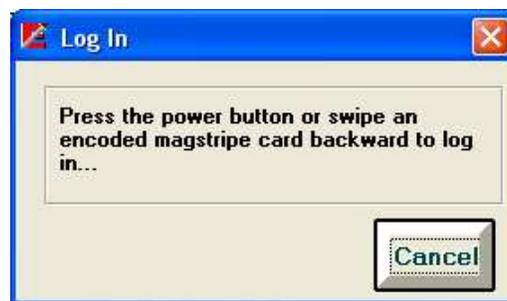 Log In
Press the power button or swipe an
encoded magstripe card backward to log
in...
Cancel